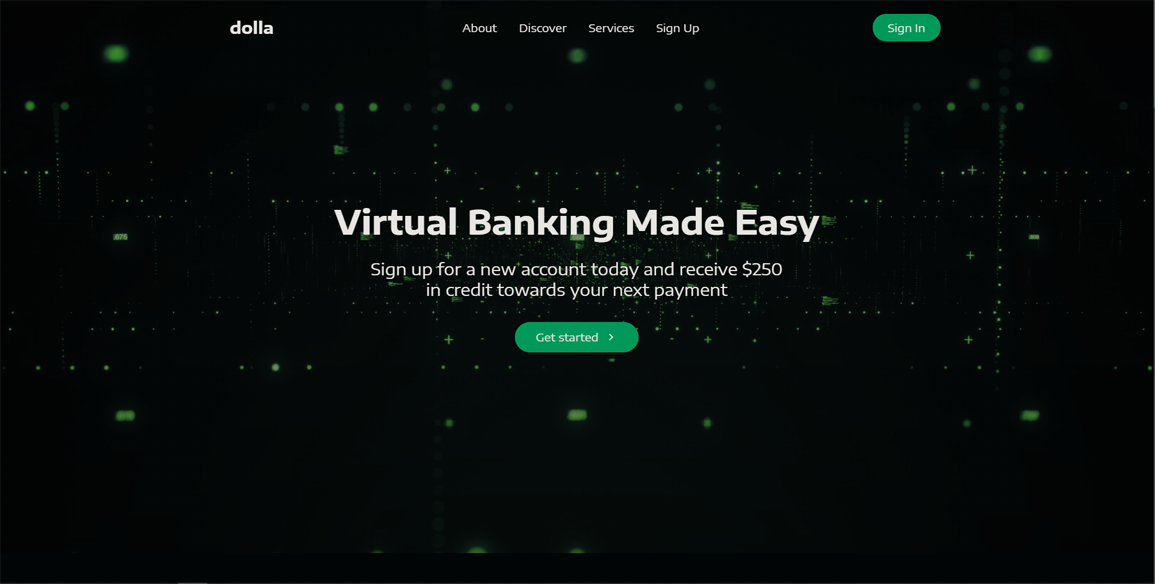 dolla
About
Discover
Services
Sign Up
Sign In
Virtual Banking Made Easy
Sign up for a new account today and receive $250
in credit towards your next payment
Get started